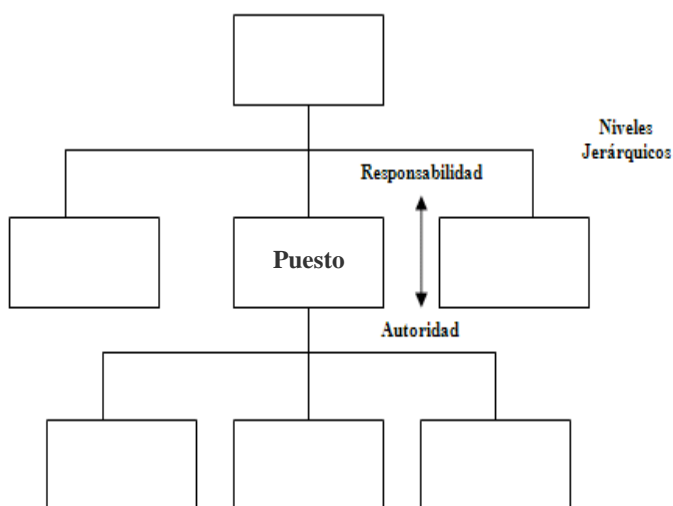 Niveles
Jerárquicos
Responsabilidad
Puesto
Autoridad